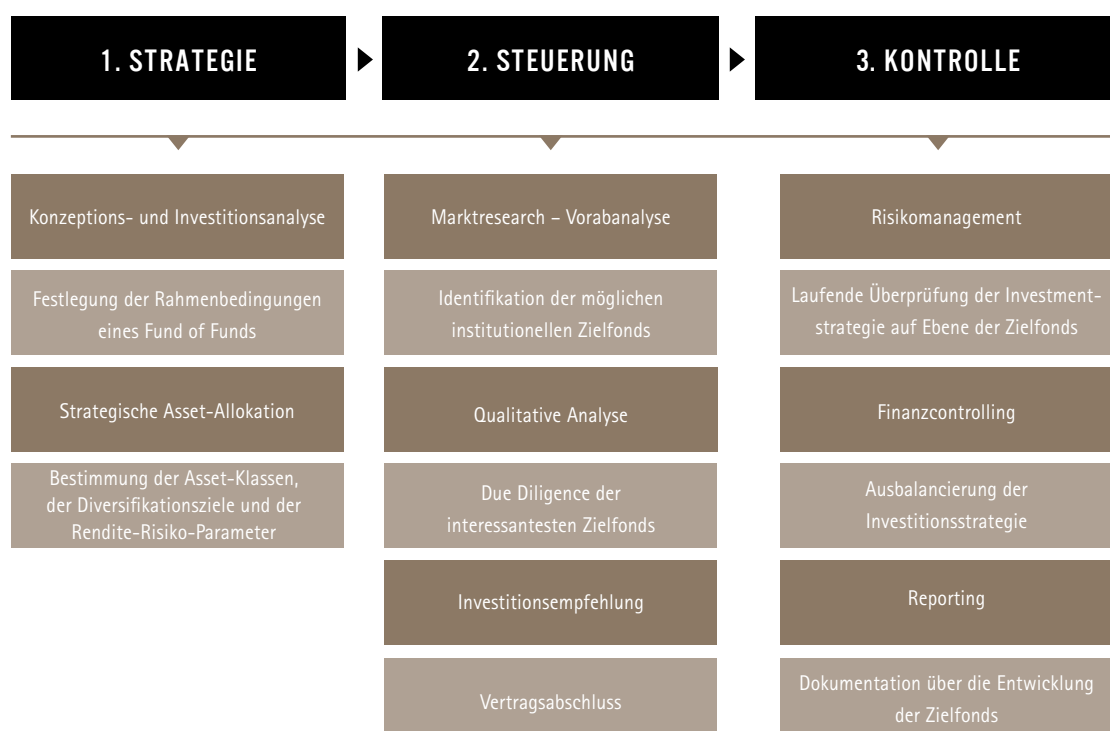 1. STRATEGIE
2. STEUERUNG
3. KONTROLLE
Konzeptions- und Investitionsanalyse
Festlegung der Rahmenbedingungen
eines Fund of Funds
Strategische Asset-Allokation
Bestimmung der Asset-Klassen,
der Diversifikationsziele und der
Rendite-Risiko-Parameter
Marktresearch – Vorabanalyse
Identifikation der möglichen
institutionellen Zielfonds
Qualitative Analyse
Due Diligence der
interessantesten Zielfonds
Investitionsempfehlung
Vertragsabschluss
Risikomanagement
Laufende Überprüfung der Investment-
strategie auf Ebene der Zielfonds
Finanzcontrolling
Ausbalancierung der
Investitionsstrategie
Reporting
Dokumentation über die Entwicklung
der Zielfonds